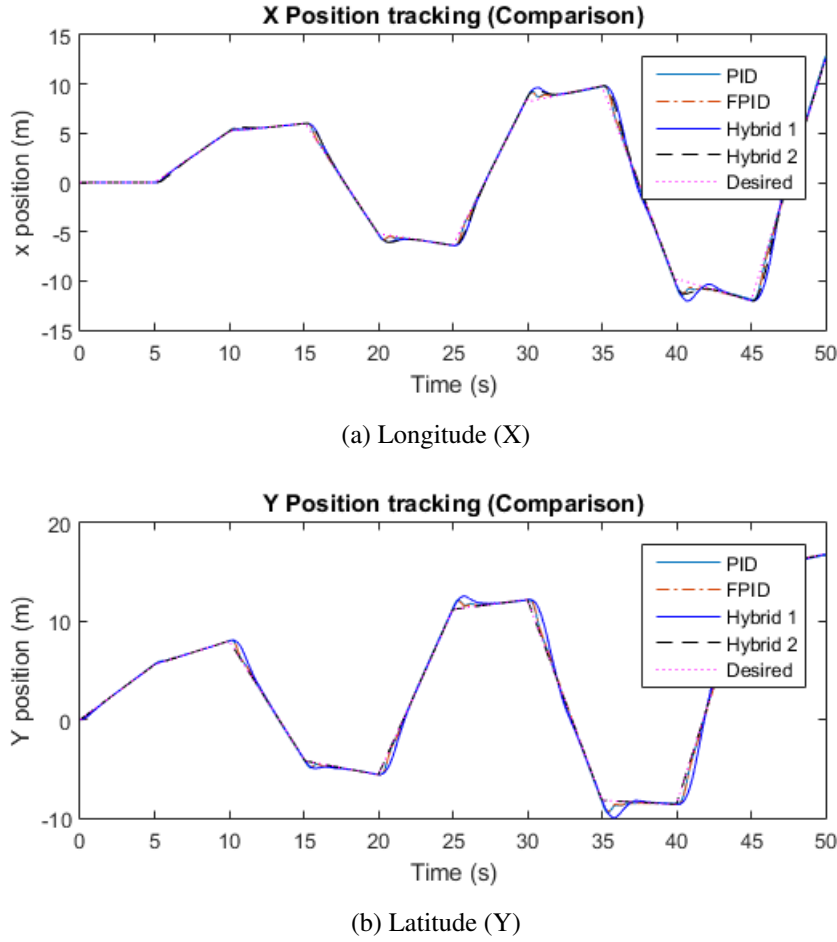 X Position tracking (Comparison)
15
10
5
0
-5
-10
-15
x position (m)
PID
FPID
Hybrid 1
Hybrid 2
Desired
0 5 10 15 20 25 30 35 40 45 50
Time (s)
(a) Longitude (X)
Y Position tracking (Comparison)
20
10
0
-10
Y position (m)
PID
FPID
Hybrid 1
Hybrid 2
Desired
0 5 10 15 20 25 30 35 40 45 50
Time (s)
(b) Latitude (Y)